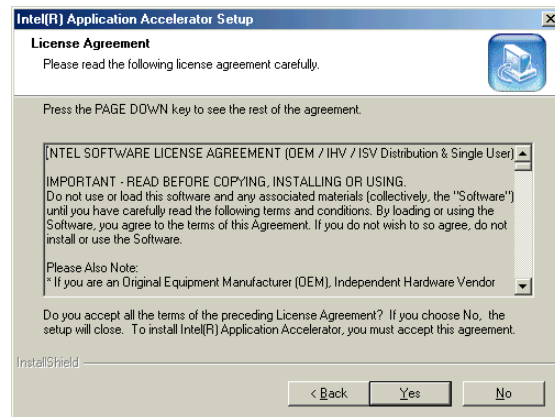 Intel(R) Application Accelerator Setup
License Agreement
Please read the following license agreement carefully.
Press the PAGE DOWN key to see the rest of the agreement.
INTEL SOFTWARE LICENSE AGREEMENT (OEM / IHV / ISV Distribution & Single User)
IMPORTANT - READ BEFORE COPYING, INSTALLING OR USING.
Do not use or load this software and any associated materials (collectively, the "Software")
until you have carefully read the following terms and conditions. By loading or using the
Software, you agree to the terms of this Agreement. If you do not wish to so agree, do not
install or use the Software.
Please Also Note:
* If you are an Original Equipment Manufacturer (OEM), Independent Hardware Vendor
Do you accept all the terms of the preceding License Agreement? If you choose No, the
setup will close. To install Intel(R) Application Accelerator, you must accept this agreement.
InstallShield
< Back
Yes
No